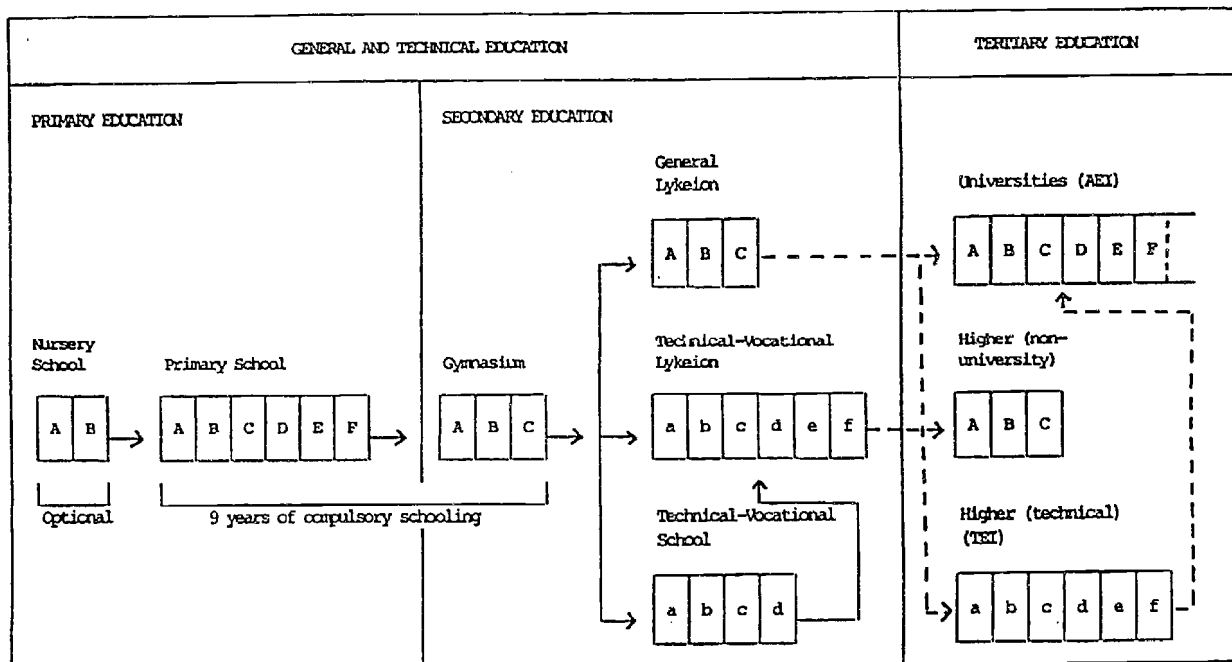 GENERAL AND TECHNICAL EDUCATION
TERTIARY EDUCATION
PRIMARY EDUCATION
SECONDARY EDUCATION
General
Lykeion
A B C
Universities (AEI)
A B C D E F
Nursery
School
A B
Optional
Primary School
A B C D E F
9 years of compulsory schooling
Gymnasium
A B C
Technical-Vocational
Lykeion
a b c d e f
Higher (non-
university)
A B C
Technical-Vocational
School
a b c d
Higher (technical)
(TEI)
a b c d e f